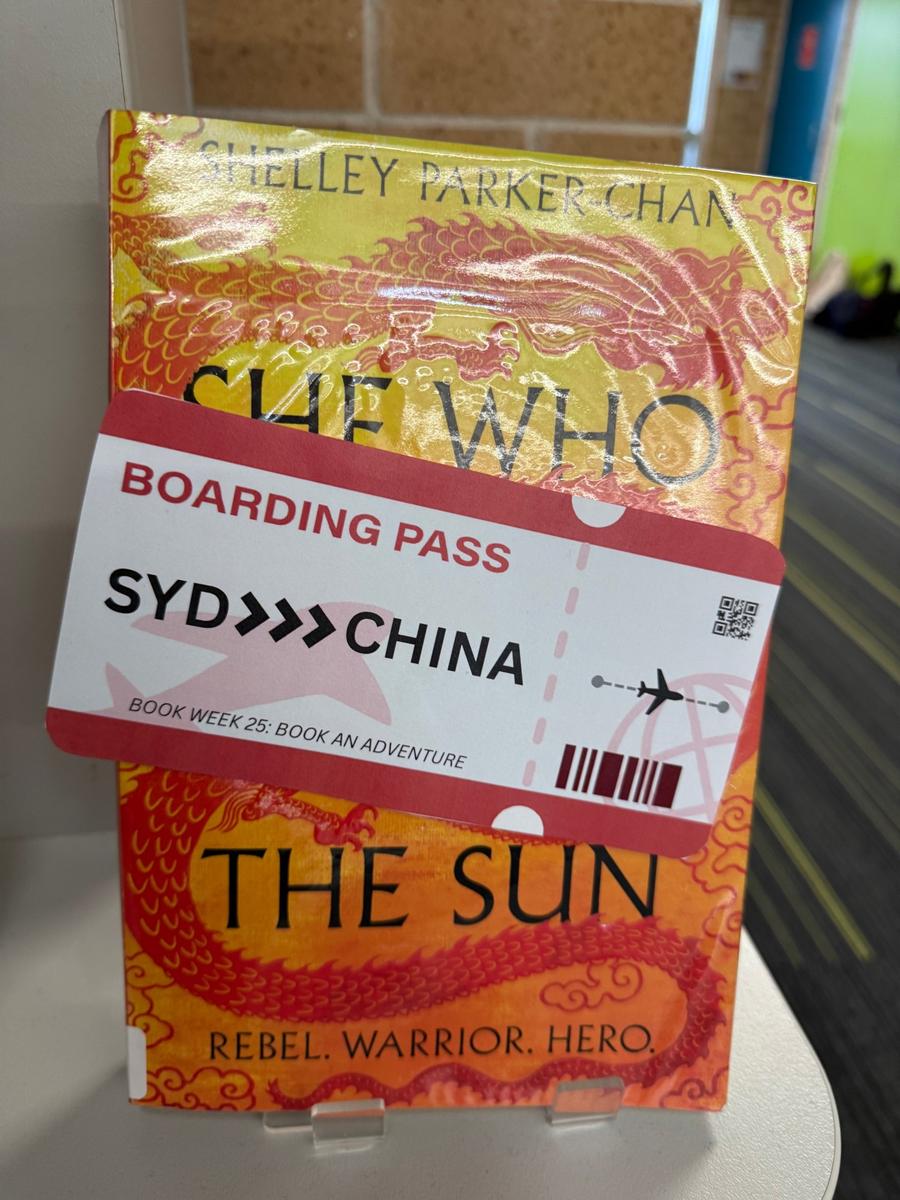 SHELLEY PARKER-CHAN
SHE WHO
BOARDING PASS
SYD>>>CHINA
BOOK WEEK 25: BOOK AN ADVENTURE
THE SUN
REBEL. WARRIOR. HERO.